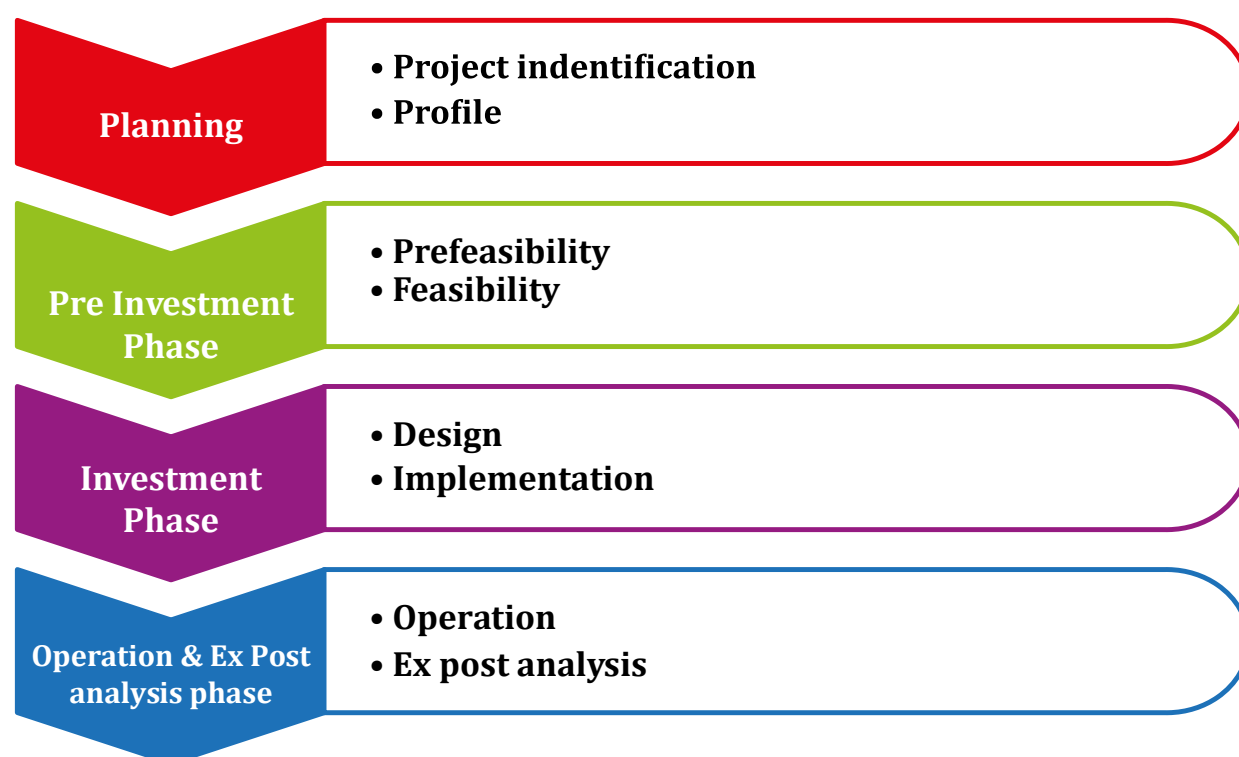 Planning
• Project indentification
• Profile
Pre Investment
Phase
• Prefeasibility
• Feasibility
Investment
Phase
• Design
• Implementation
Operation & Ex Post
analysis phase
• Operation
• Ex post analysis